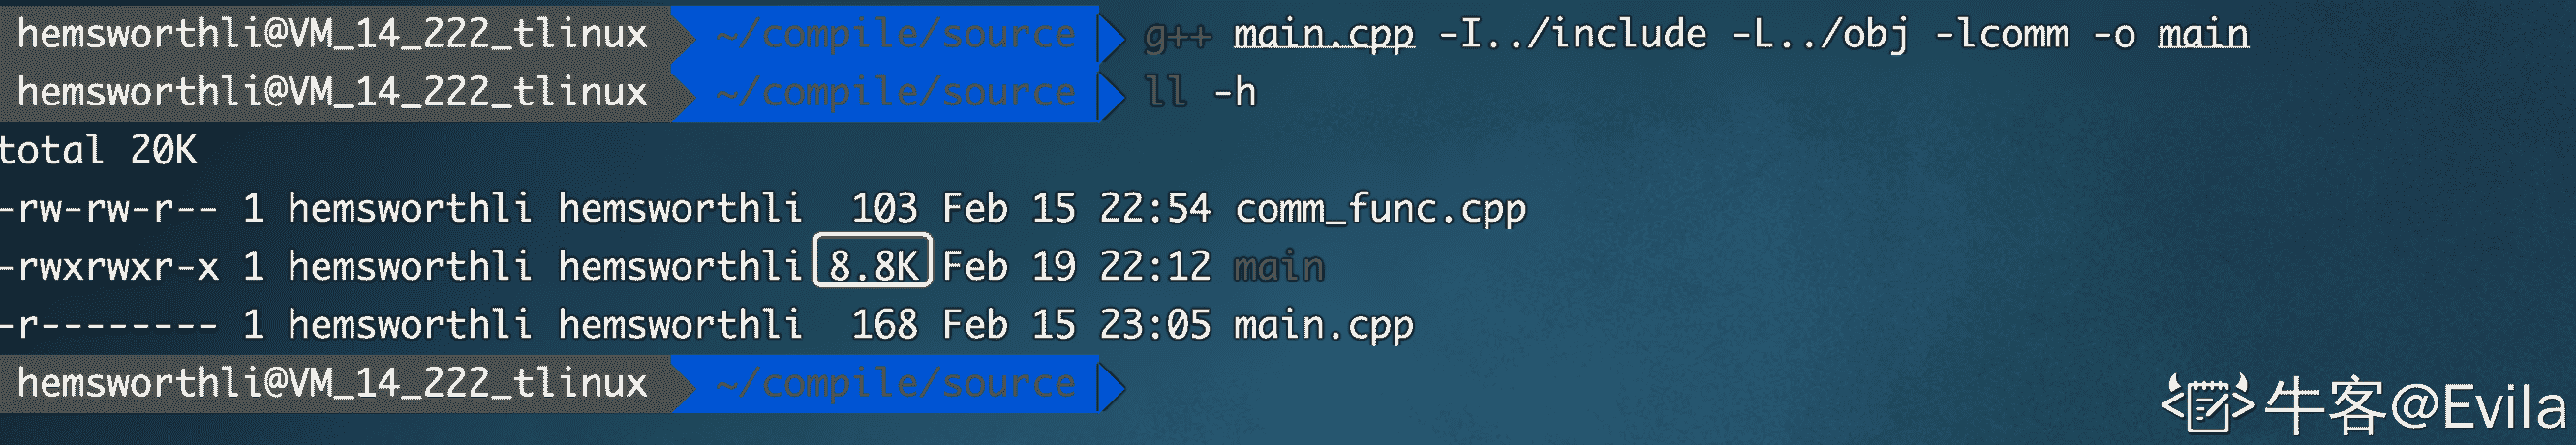 hemsworthli@VM_14_222_tlinux ~/compile/source g++ main.cpp -I../include -L../obj -lcomm -o main
hemsworthli@VM_14_222_tlinux ~/compile/source ll -h
total 20K
-rw-rw-r-- 1 hemsworthli hemsworthli 103 Feb 15 22:54 comm_func.cpp
-rwxrwxr-x 1 hemsworthli hemsworthli 8.8K Feb 19 22:12 main
-r-------- 1 hemsworthli hemsworthli 168 Feb 15 23:05 main.cpp
hemsworthli@VM_14_222_tlinux ~/compile/source
牛客@Evila